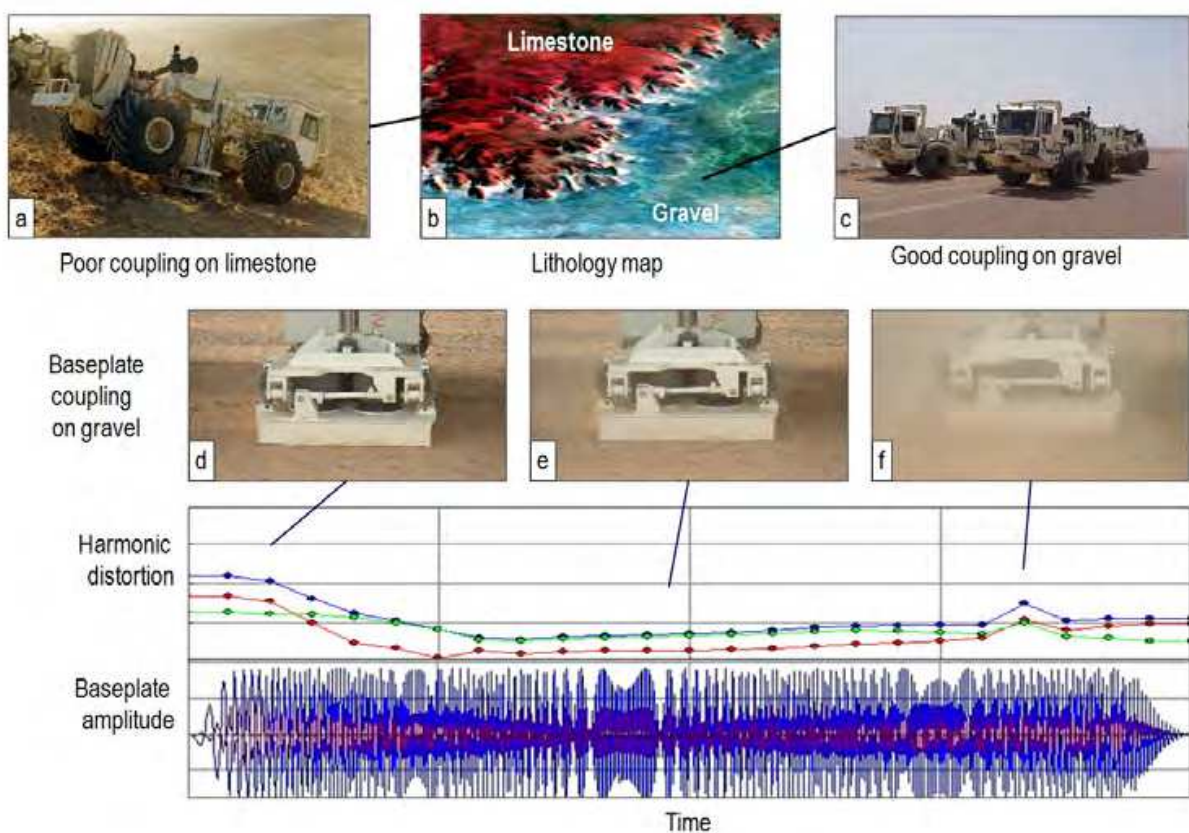 Limestone
Gravel
a
b
c
Poor coupling on limestone
Lithology map
Good coupling on gravel
Baseplate
coupling
on gravel
d
e
f
Harmonic
distortion
Baseplate
amplitude
Time